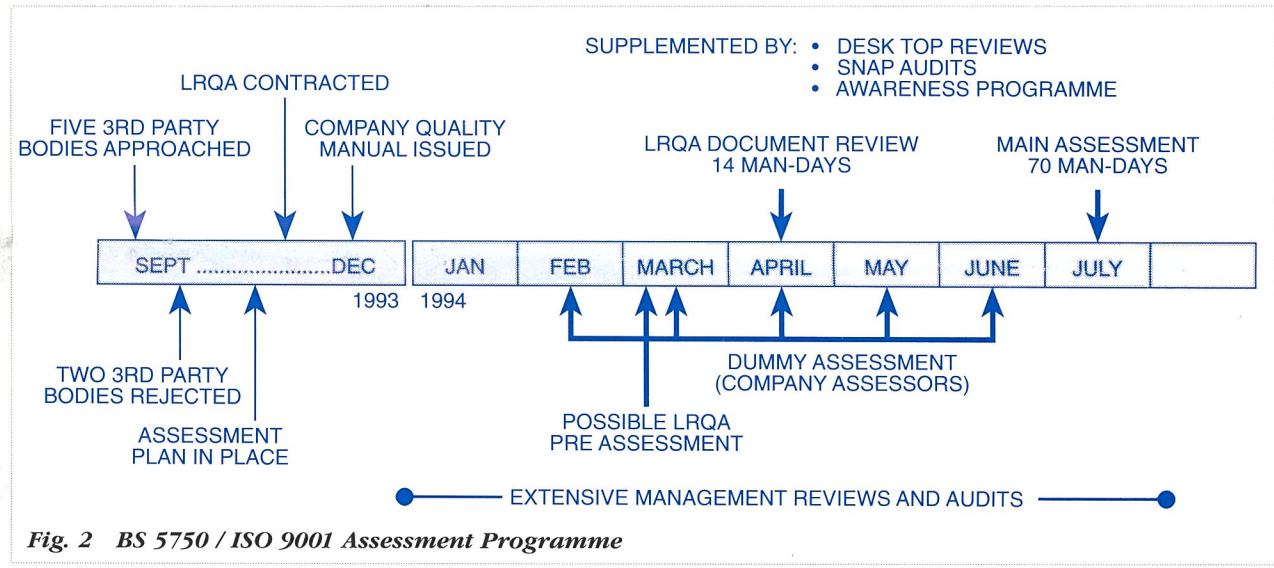 SUPPLEMENTED BY: • DESK TOP REVIEWS
• SNAP AUDITS
• AWARENESS PROGRAMME
LRQA CONTRACTED
FIVE 3RD PARTY
BODIES APPROACHED
COMPANY QUALITY
MANUAL ISSUED
LRQA DOCUMENT REVIEW
14 MAN-DAYS
MAIN ASSESSMENT
70 MAN-DAYS
SEPT ....................... DEC
JAN
FEB
MARCH
APRIL
MAY
JUNE
JULY
1993
1994
TWO 3RD PARTY
BODIES REJECTED
ASSESSMENT
PLAN IN PLACE
DUMMY ASSESSMENT
(COMPANY ASSESSORS)
POSSIBLE LRQA
PRE ASSESSMENT
EXTENSIVE MANAGEMENT REVIEWS AND AUDITS
Fig. 2 BS 5750 / ISO 9001 Assessment Programme